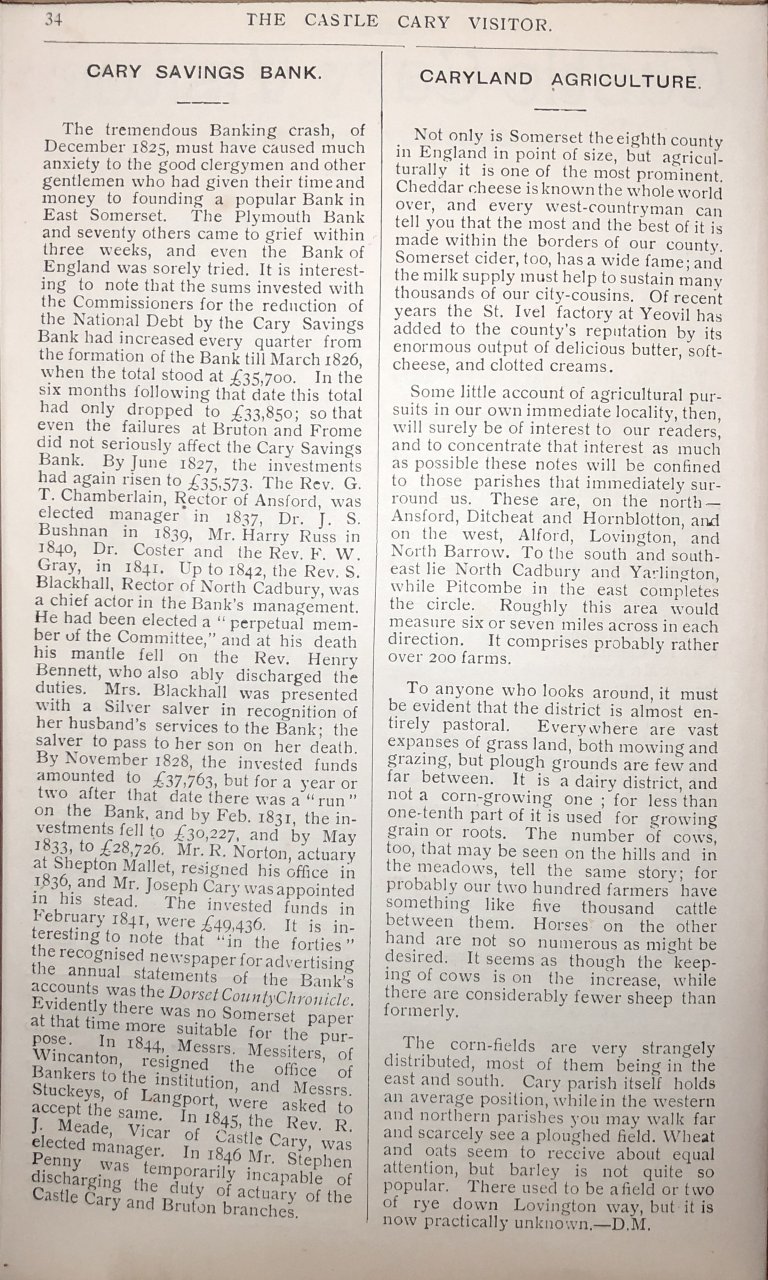 34
THE CASTLE CARY VISITOR.
CARY SAVINGS BANK.
The tremendous Banking crash, of
December 1825, must have caused much
anxiety to the good clergymen and other
gentlemen who had given their time and
money to founding a popular Bank in
East Somerset. The Plymouth Bank
and seventy others came to grief within
three weeks, and even the Bank of
England was sorely tried. It is interest-
ing to note that the sums invested with
the Commissioners for the reduction of
the National Debt by the Cary Savings
Bank had increased every quarter from
the formation of the Bank till March 1826,
when the total stood at £35,700. In the
six months following that date this total
had only dropped to £33,850; so that
even the failures at Bruton and Frome
did not seriously affect the Cary Savings
Bank. By June 1827, the investments
had again risen to £35,573. The Rev. G.
T. Chamberlain, Rector of Ansford, was
elected manager in 1837, Dr. J. S.
Bushnan in 1839, Mr. Harry Russ in
1840, Dr. Coster and the Rev. F. W.
Gray, in 1841. Up to 1842, the Rev. S.
Blackhall, Rector of North Cadbury, was
a chief actor in the Bank's management.
He had been elected a "perpetual mem-
ber of the Committee," and at his death
his mantle fell on the Rev. Henry
Bennett, who also ably discharged the
duties. Mrs. Blackhall was presented
with a Silver salver in recognition of
her husband's services to the Bank; the
salver to pass to her son on her death.
By November 1828, the invested funds
amounted to £37,763, but for a year or
two after that date there was a "run"
on the Bank, and by Feb. 1831, the in-
vestments fell to £30,227, and by May
1833, to £28,726. Mr. R. Norton, actuary
at Shepton Mallet, resigned his office in
1836, and Mr. Joseph Cary was appointed
in his stead. The invested funds in
February 1841, were £49,436. It is in-
teresting to note that "in the forties"
the recognised newspaper for advertising
the annual statements of the Bank's
accounts was the Dorset County Chronicle.
Evidently there was no Somerset paper
at that time more suitable for the pur-
pose. In 1844, Messrs. Messiters, of
Wincanton, resigned the office of
Bankers to the institution, and Messrs.
Stuckeys, of Langport, were asked to
accept the same. In 1845, the Rev. R.
J. Meade, Vicar of Castle Cary, was
elected manager. In 1846 Mr. Stephen
Penny was temporarily incapable of
discharging the duty of actuary of the
Castle Cary and Bruton branches.
CARYLAND AGRICULTURE.
Not only is Somerset the eighth county
in England in point of size, but agricul-
turally it is one of the most prominent.
Cheddar cheese is known the whole world
over, and every west-countryman can
tell you that the most and the best of it is
made within the borders of our county.
Somerset cider, too, has a wide fame; and
the milk supply must help to sustain many
thousands of our city-cousins. Of recent
years the St. Ivel factory at Yeovil has
added to the county's reputation by its
enormous output of delicious butter, soft-
cheese, and clotted creams.
Some little account of agricultural pur-
suits in our own immediate locality, then,
will surely be of interest to our readers,
and to concentrate that interest as much
as possible these notes will be confined
to those parishes that immediately sur-
round us. These are, on the north—
Ansford, Ditcheat and Hornblotton, and
on the west, Alford, Lovington, and
North Barrow. To the south and south-
east lie North Cadbury and Yarlington,
while Pitcombe in the east completes
the circle. Roughly this area would
measure six or seven miles across in each
direction. It comprises probably rather
over 200 farms.
To anyone who looks around, it must
be evident that the district is almost en-
tirely pastoral. Everywhere are vast
expanses of grass land, both mowing and
grazing, but plough grounds are few and
far between. It is a dairy district, and
not a corn-growing one ; for less than
one-tenth part of it is used for growing
grain or roots. The number of cows,
too, that may be seen on the hills and in
the meadows, tell the same story; for
probably our two hundred farmers have
something like five thousand cattle
between them. Horses on the other
hand are not so numerous as might be
desired. It seems as though the keep-
ing of cows is on the increase, while
there are considerably fewer sheep than
formerly.
The corn-fields are very strangely
distributed, most of them being in the
east and south. Cary parish itself holds
an average position, while in the western
and northern parishes you may walk far
and scarcely see a ploughed field. Wheat
and oats seem to receive about equal
attention, but barley is not quite so
popular. There used to be a field or two
of rye down Lovington way, but it is
now practically unknown.—D.M.